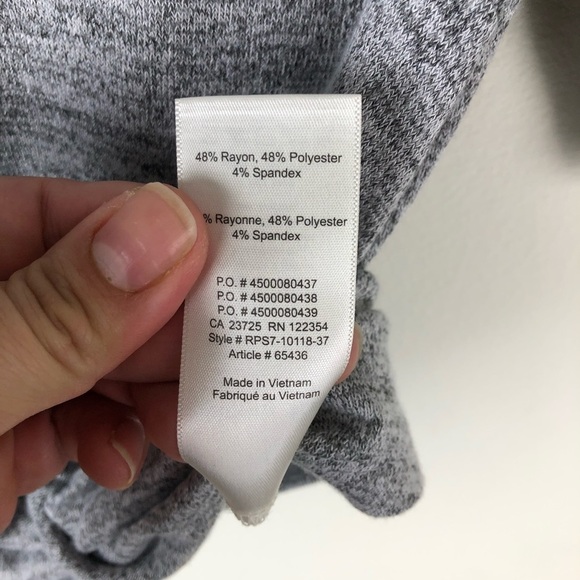 48% Rayon, 48% Polyester
4% Spandex
% Rayonne, 48% Polyester
4% Spandex
P.O. # 4500080437
P.O. # 4500080438
P.O. # 4500080439
CA 23725 RN 122354
Style # RPS7-10118-37
Article # 65436
Made in Vietnam
Fabriqué au Vietnam